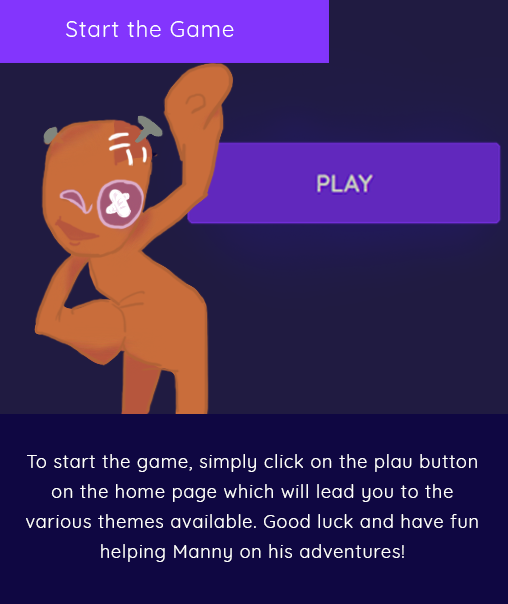 Start the Game
PLAY
To start the game, simply click on the plau button
on the home page which will lead you to the
various themes available. Good luck and have fun
helping Manny on his adventures!